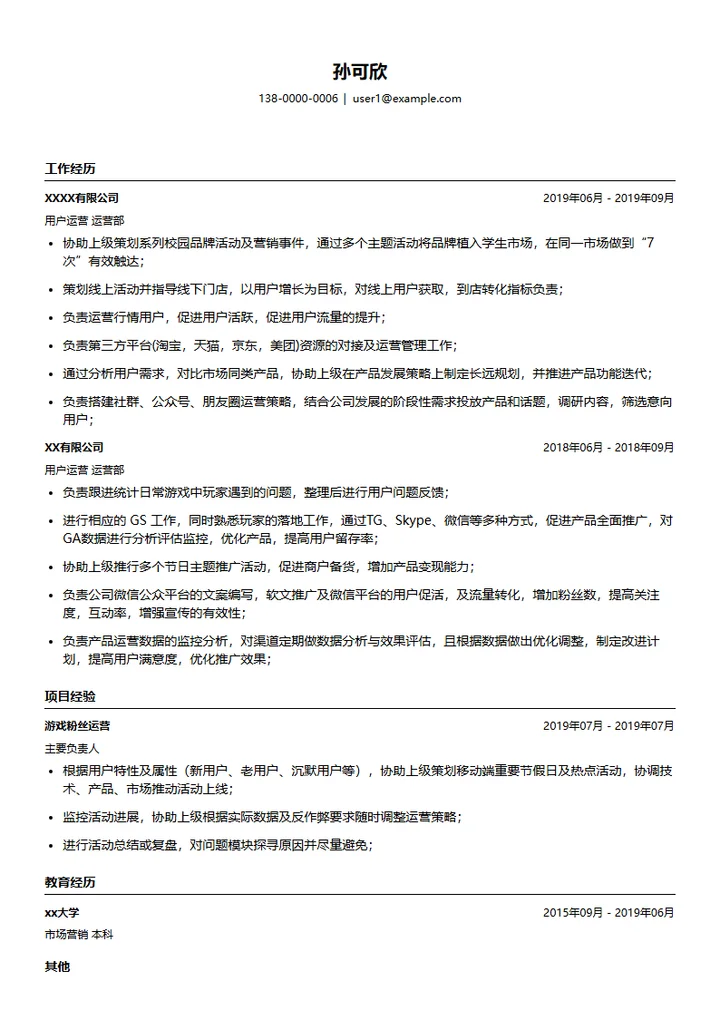 孙可欣
138-0000-0006 | user1@example.com
工作经历
XXXX有限公司 2019年06月 - 2019年09月
用户运营 运营部
• 协助上级策划系列校园品牌活动及营销事件，通过多个主题活动将品牌植入学生市场，在同一市场做到“7
次”有效触达；
• 策划线上活动并指导线下门店，以用户增长为目标，对线上用户获取，到店转化指标负责；
• 负责运营行情用户，促进用户活跃，促进用户流量的提升；
• 负责第三方平台(淘宝，天猫，京东，美团)资源的对接及运营管理工作；
• 通过分析用户需求，对比市场同类产品，协助上级在产品发展策略上制定长远规划，并推进产品功能迭代；
• 负责搭建社群、公众号、朋友圈运营策略，结合公司发展的阶段性需求投放产品和话题，调研内容，筛选意向
用户；
XX有限公司 2018年06月 - 2018年09月
用户运营 运营部
• 负责跟进统计日常游戏中玩家遇到的问题，整理后进行用户问题反馈；
• 进行相应的 GS 工作，同时熟悉玩家的落地工作，通过TG、Skype、微信等多种方式，促进产品全面推广，对
GA数据进行分析评估监控，优化产品，提高用户留存率；
• 协助上级推行多个节日主题推广活动，促进商户备货，增加产品变现能力；
• 负责公司微信公众平台的文案编写，软文推广及微信平台的用户促活，及流量转化，增加粉丝数，提高关注
度，互动率，增强宣传的有效性；
• 负责产品运营数据的监控分析，对渠道定期做数据分析与效果评估，且根据数据做出优化调整，制定改进计
划，提高用户满意度，优化推广效果；
项目经验
游戏粉丝运营 2019年07月 - 2019年07月
主要负责人
• 根据用户特性及属性（新用户、老用户、沉默用户等），协助上级策划移动端重要节假日及热点活动，协调技
术、产品、市场推动活动上线；
• 监控活动进展，协助上级根据实际数据及反作弊要求随时调整运营策略；
• 进行活动总结或复盘，对问题模块探寻原因并尽量避免；
教育经历
xx大学 2015年09月 - 2019年06月
市场营销 本科
其他